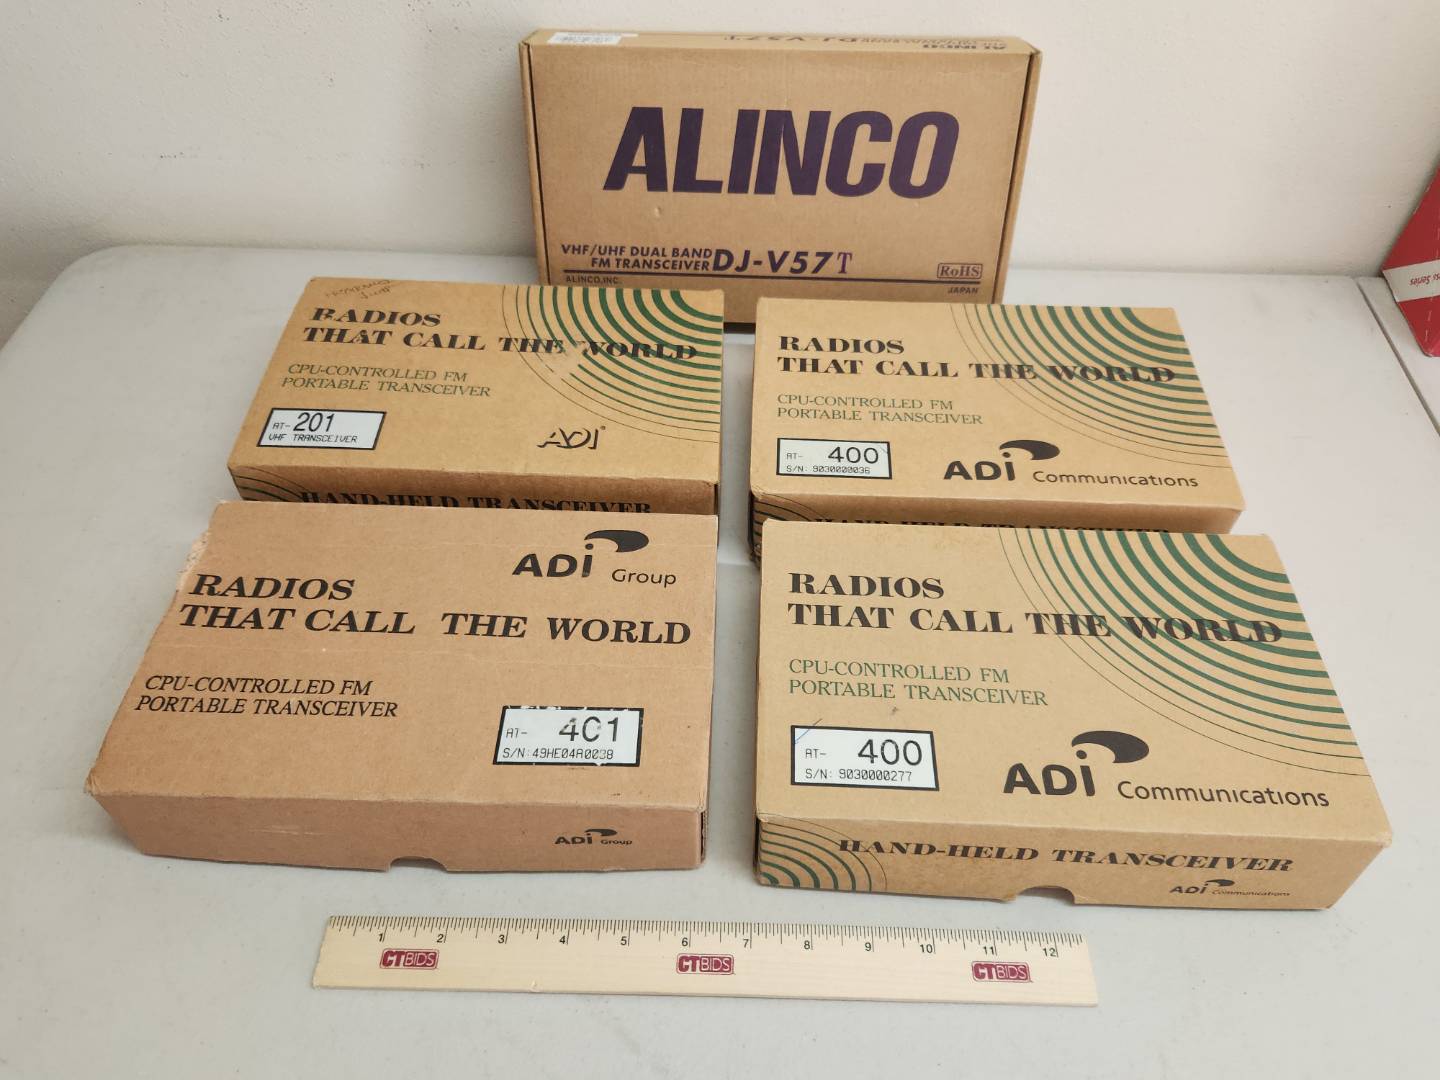 ALINCO
VHF/UHF DUAL BAND
FM TRANSCEIVER DJ-V57T
RoHS
ALINCO, INC.
JAPAN
RADIOS
THAT CALL THE WORLD
CPU-CONTROLLED FM
PORTABLE TRANSCEIVER
AT-201
VHF TRANSCEIVER
ADI
HAND-HELD TRANSCEIVER
RADIOS
THAT CALL THE WORLD
CPU-CONTROLLED FM
PORTABLE TRANSCEIVER
AT- 400
S/N: 9030000036
ADI Communications
HAND-HELD TRANSCEIVER
ADI Group
RADIOS
THAT CALL THE WORLD
CPU-CONTROLLED FM
PORTABLE TRANSCEIVER
AT- 401
S/N:49HE04A0038
ADI Group
RADIOS
THAT CALL THE WORLD
CPU-CONTROLLED FM
PORTABLE TRANSCEIVER
AT- 400
S/N: 9030000277
ADI Communications
HAND-HELD TRANSCEIVER
ADI Communications
1 2 3 4 5 6 7 8 9 10 11 12
CTBIDS CTBIDS CTBIDS